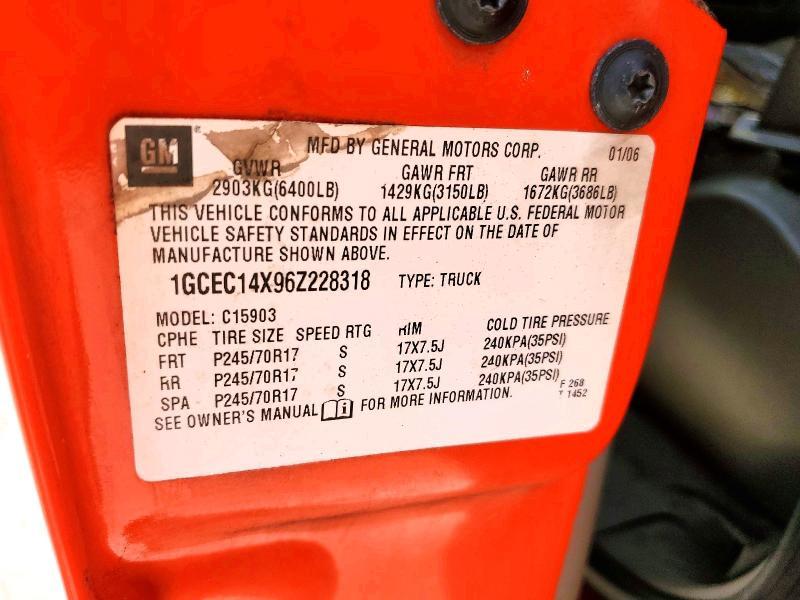 GM
MFD BY GENERAL MOTORS CORP. 01/06
GVWR GAWR FRT GAWR RR
2903KG(6400LB) 1429KG(3150LB) 1672KG(3686LB)
THIS VEHICLE CONFORMS TO ALL APPLICABLE U.S. FEDERAL MOTOR
VEHICLE SAFETY STANDARDS IN EFFECT ON THE DATE OF
MANUFACTURE SHOWN ABOVE.
1GCEC14X96Z228318 TYPE: TRUCK
MODEL: C15903
CPHE TIRE SIZE SPEED RTG RIM COLD TIRE PRESSURE
FRT P245/70R17 S 17X7.5J 240KPA(35PSI)
RR P245/70R17 S 17X7.5J 240KPA(35PSI)
SPA P245/70R17 S 17X7.5J 240KPA(35PSI)
SEE OWNER'S MANUAL FOR MORE INFORMATION.
F 268
T 1452